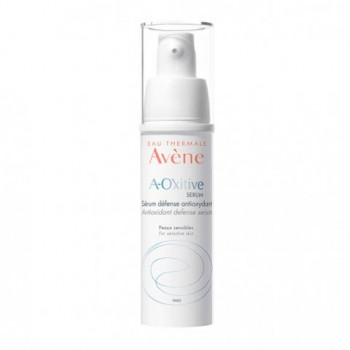 EAU THERMALE
Avène
A-OXitive
SERUM
Sérum défense antioxydant
Antioxidant defense serum
Peaux sensibles
For sensitive skin